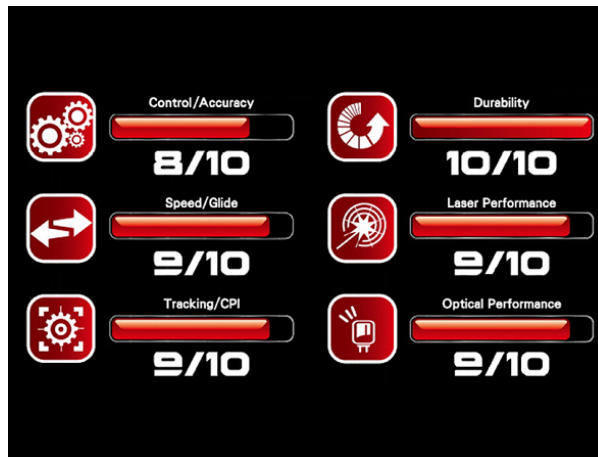 Control/Accuracy
8/10
Speed/Glide
9/10
Tracking/CPI
9/10
Durability
10/10
Laser Performance
9/10
Optical Performance
9/10